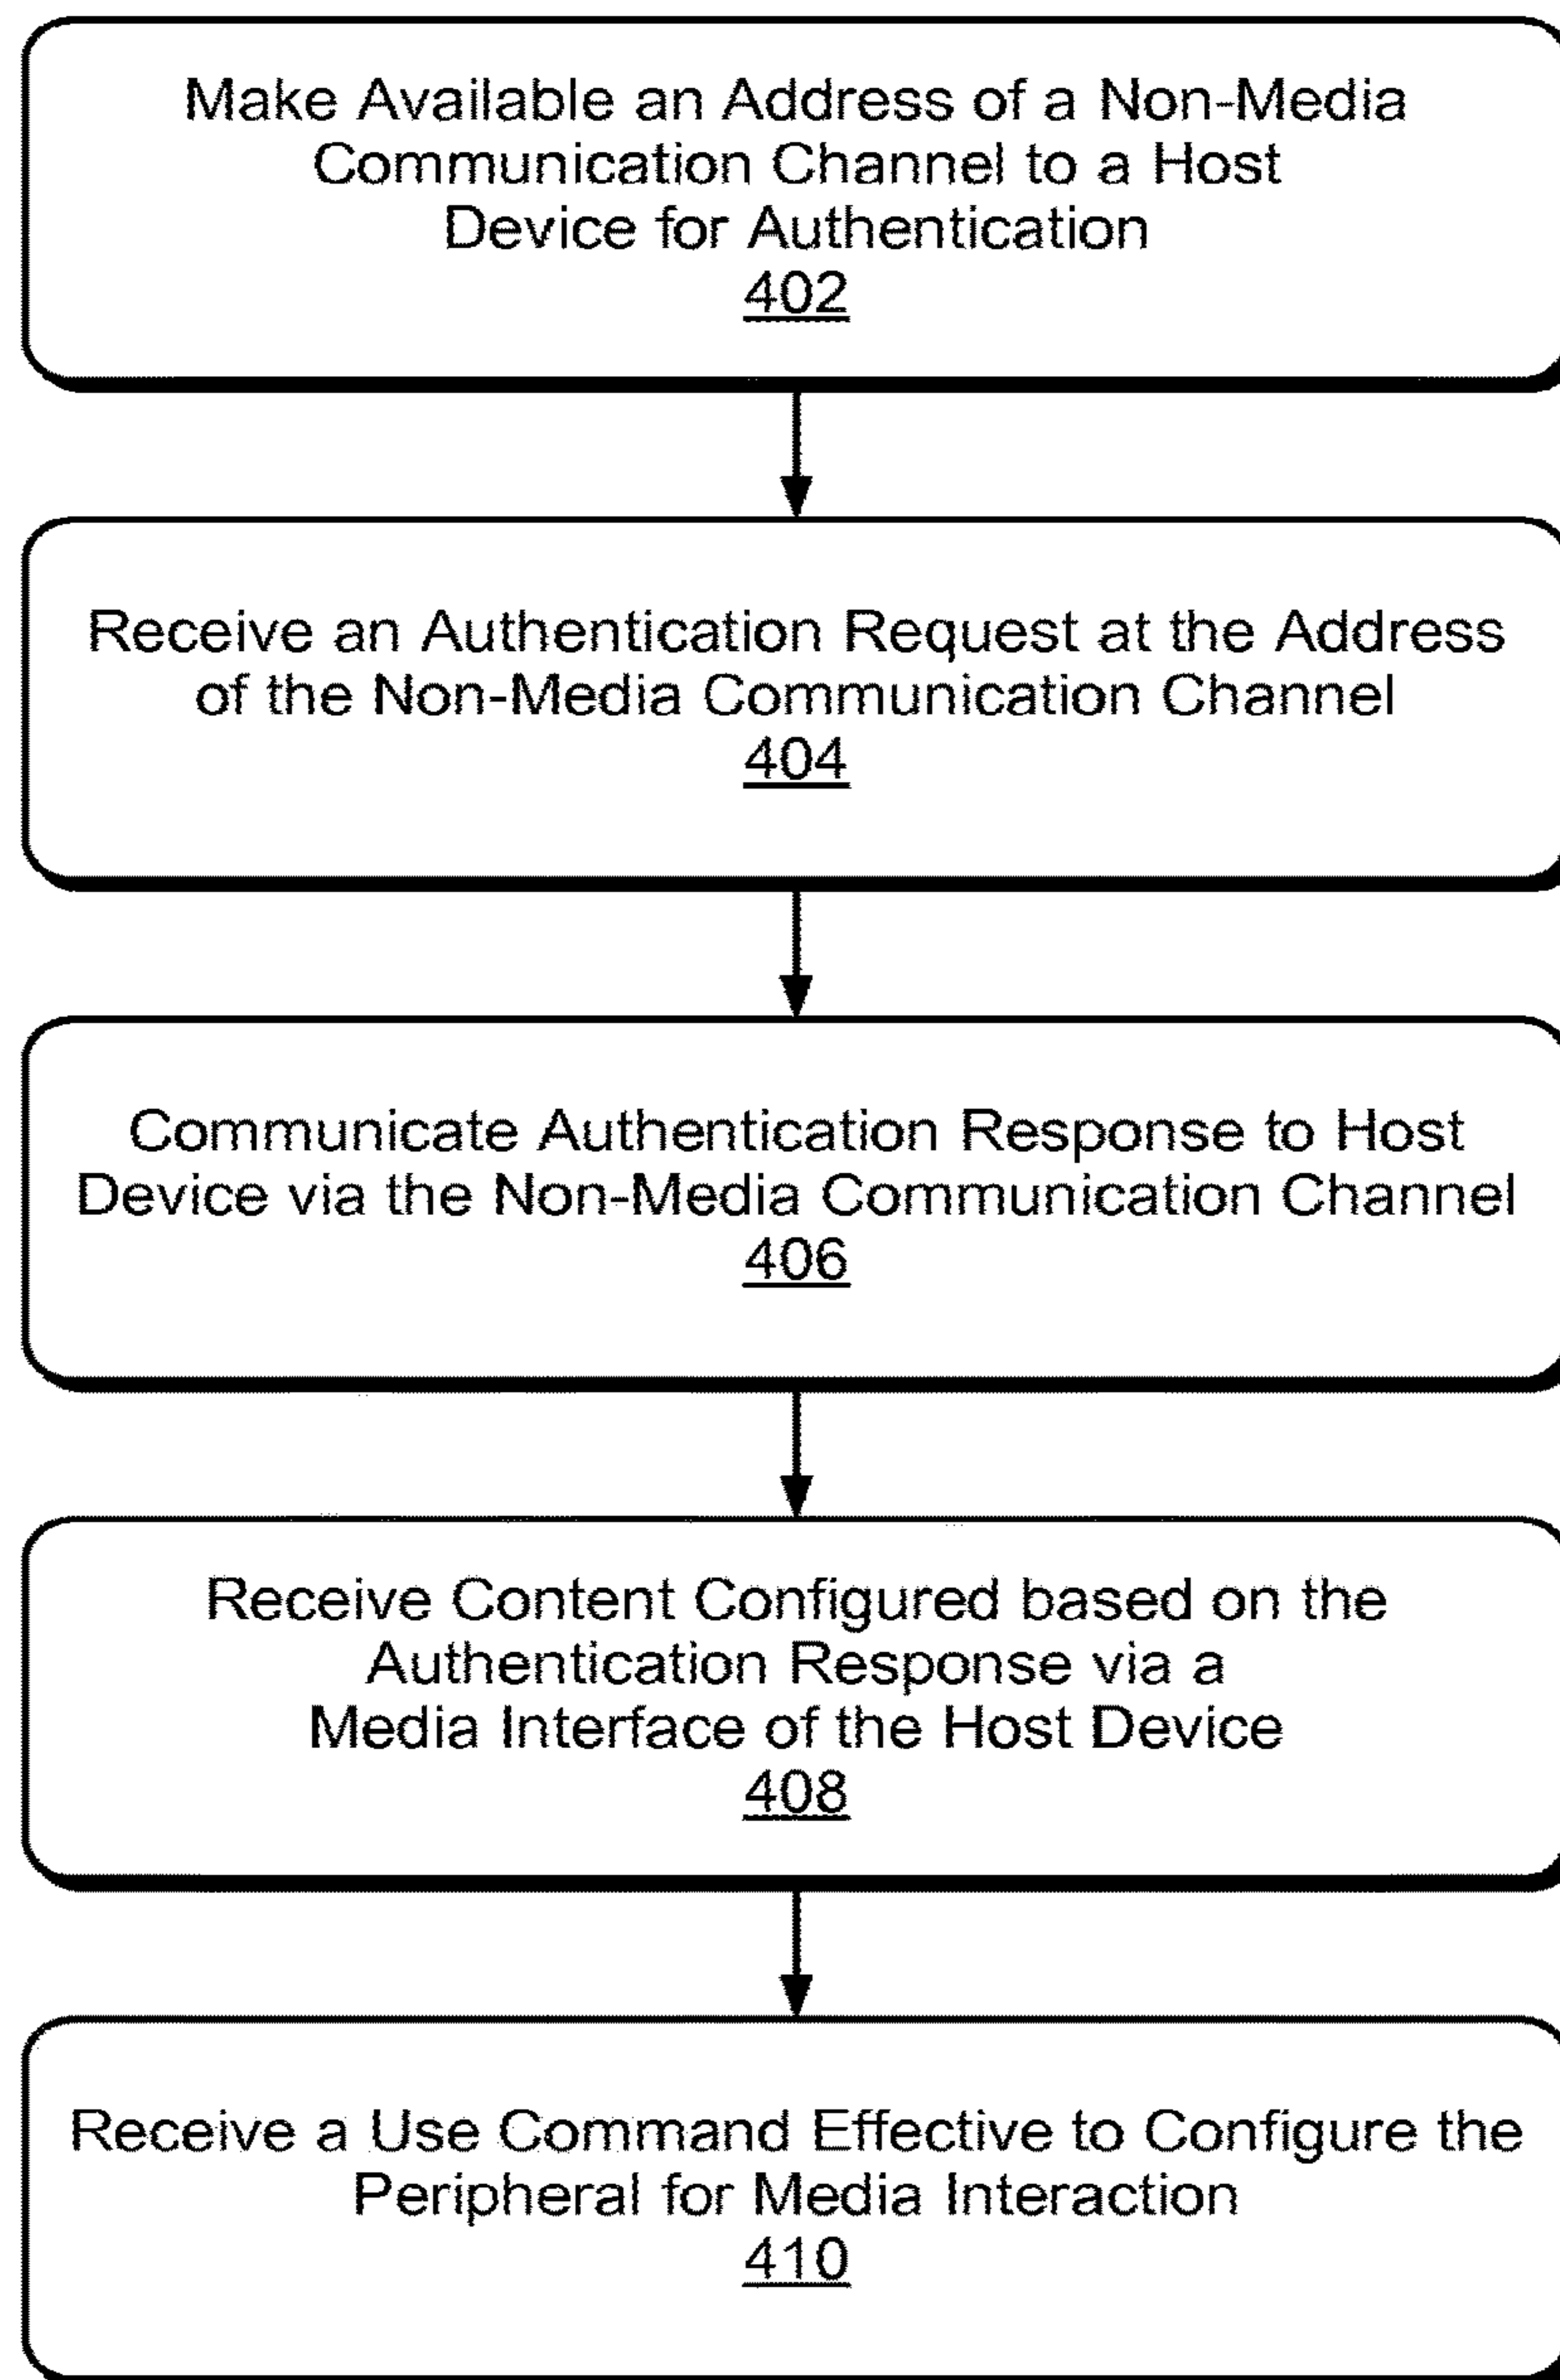 Make Available an Address of a Non-Media
Communication Channel to a Host
Device for Authentication
402
Receive an Authentication Request at the Address
of the Non-Media Communication Channel
404
Communicate Authentication Response to Host
Device via the Non-Media Communication Channel
406
Receive Content Configured based on the
Authentication Response via a
Media Interface of the Host Device
408
Receive a Use Command Effective to Configure the
Peripheral for Media Interaction
410